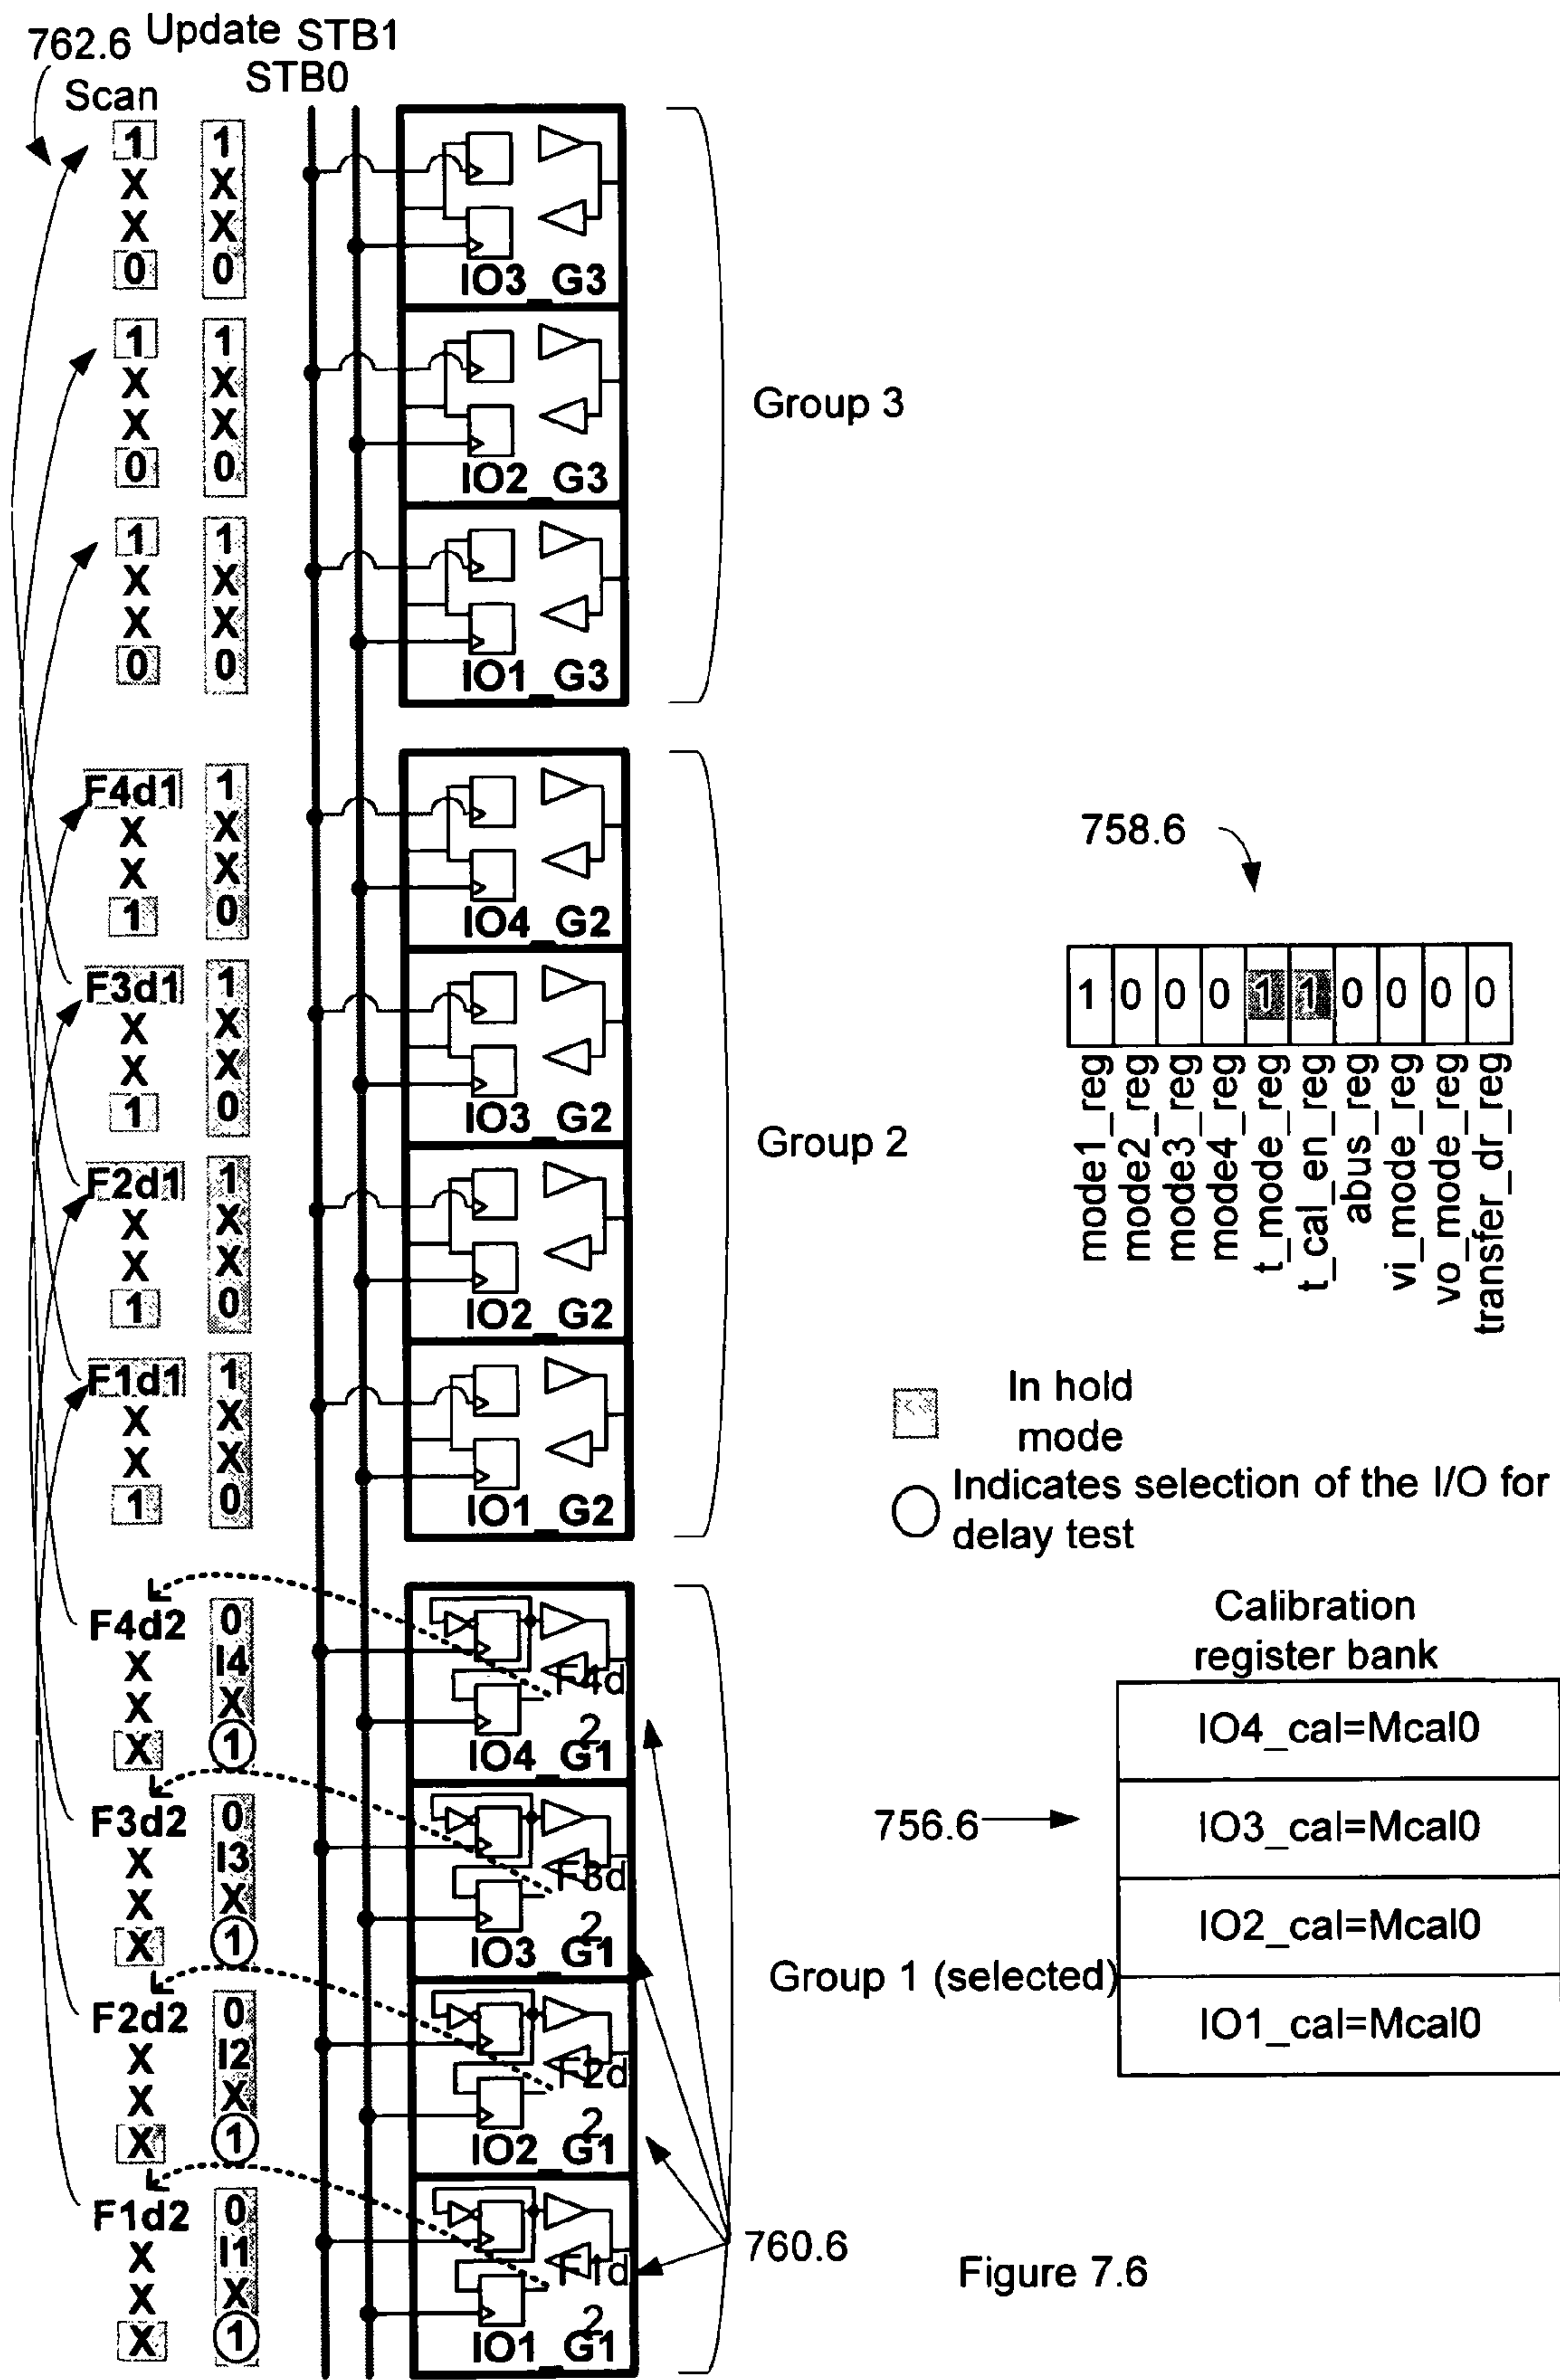 762.6 Update STB1
STB0
Scan
1 1
X X
X X
0 0
IO3_G3
1 1
X X
X X
0 0
IO2_G3
1 1
X X
X X
0 0
IO1_G3
Group 3
F4d1 1
X X
X X
1 0
IO4_G2
F3d1 1
X X
X X
1 0
IO3_G2
F2d1 1
X X
X X
1 0
IO2_G2
F1d1 1
X X
X X
1 0
IO1_G2
Group 2
758.6
1 0 0 0 1 1 0 0 0 0
mode1_reg
mode2_reg
mode3_reg
mode4_reg
t_mode_reg
t_cal_en_reg
abus_reg
vi_mode_reg
vo_mode_reg
transfer_dr_reg
In hold
mode
Indicates selection of the I/O for
delay test
F4d2 0
X I4
X X
X 1
F4d
2
IO4_G1
F3d2 0
X I3
X X
X 1
F3d
2
IO3_G1
F2d2 0
X I2
X X
X 1
F2d
2
IO2_G1
F1d2 0
X I1
X X
X 1
F1d
2
IO1_G1
Group 1 (selected)
760.6
Calibration
register bank
756.6
IO4_cal=Mcal0
IO3_cal=Mcal0
IO2_cal=Mcal0
IO1_cal=Mcal0
Figure 7.6